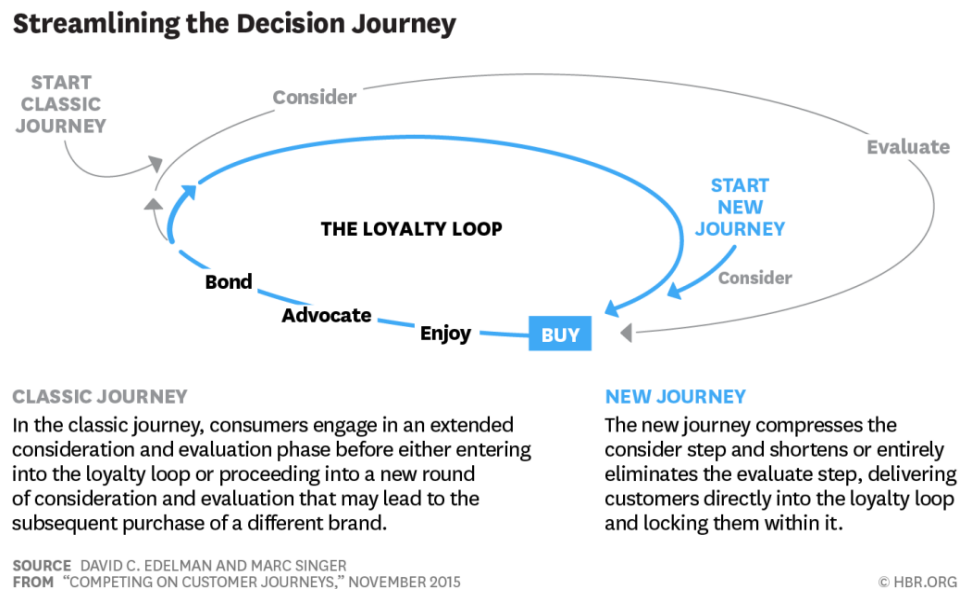 Streamlining the Decision Journey
START
CLASSIC
JOURNEY
Consider
Evaluate
START
NEW
JOURNEY
Consider
THE LOYALTY LOOP
Bond
Advocate
Enjoy
BUY
CLASSIC JOURNEY
In the classic journey, consumers engage in an extended
consideration and evaluation phase before either entering
into the loyalty loop or proceeding into a new round
of consideration and evaluation that may lead to the
subsequent purchase of a different brand.
NEW JOURNEY
The new journey compresses the
consider step and shortens or entirely
eliminates the evaluate step, delivering
customers directly into the loyalty loop
and locking them within it.
SOURCE DAVID C. EDELMAN AND MARC SINGER
FROM “COMPETING ON CUSTOMER JOURNEYS,” NOVEMBER 2015
© HBR.ORG